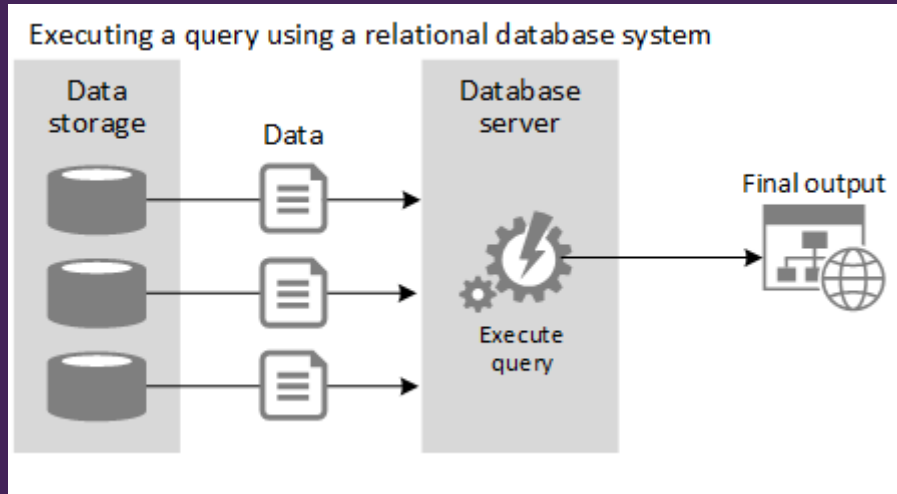 Executing a query using a relational database system
Data
storage
Data
Database
server
Execute
query
Final output